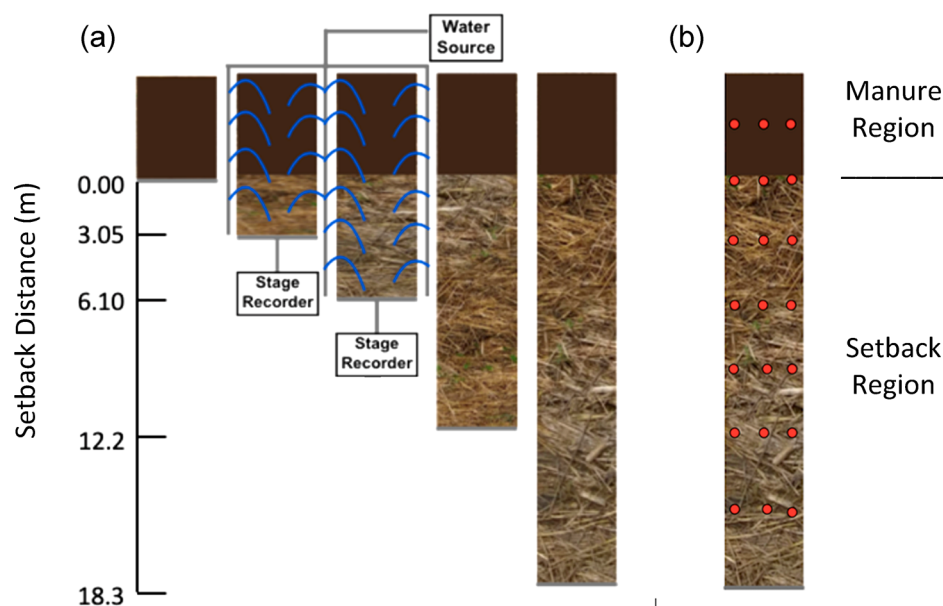 (a)
Water
Source
(b)
Manure
Region
0.00
3.05
6.10
12.2
18.3
Setback Distance (m)
Stage
Recorder
Stage
Recorder
Setback
Region